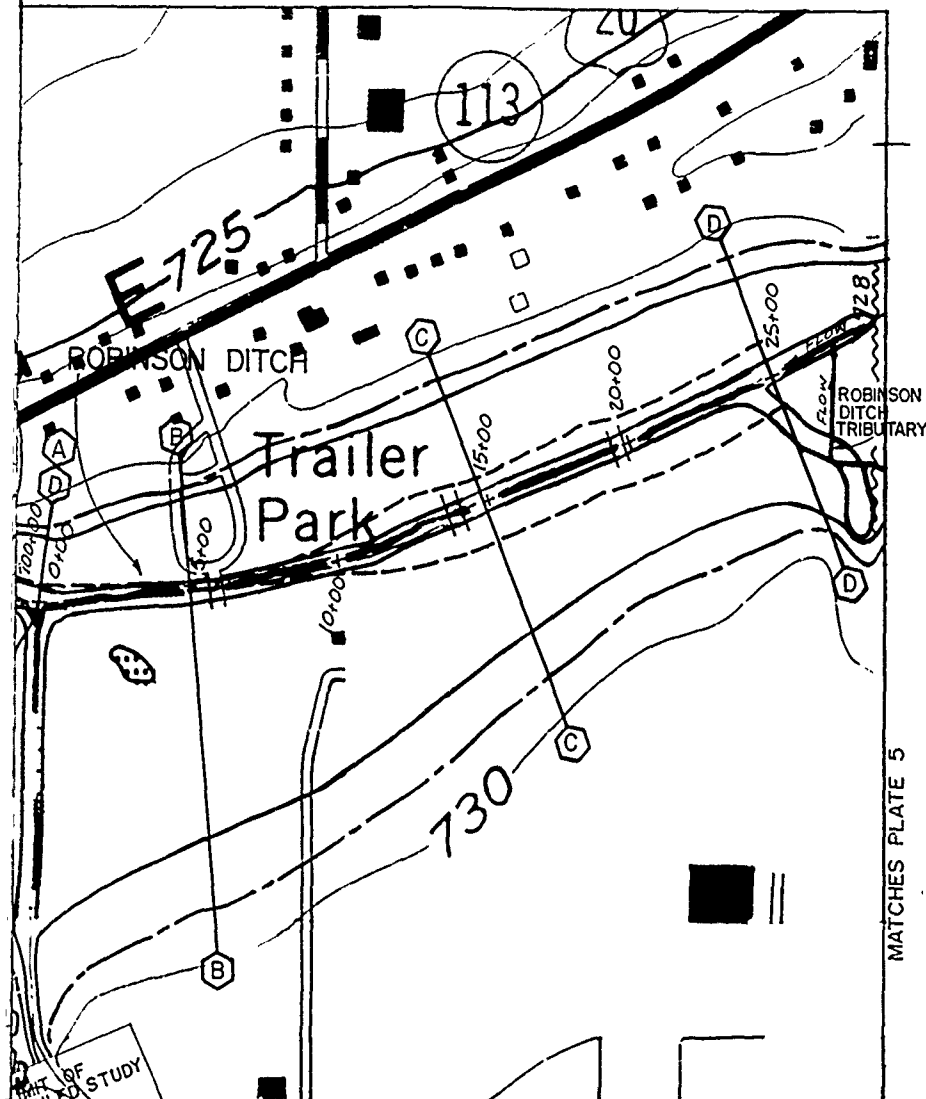 20
113
E 725
ROBINSON DITCH
C
D
25+00
728
FLOW
FLOW
ROBINSON
DITCH
TRIBUTARY
20+00
15+00
A
B
D
Trailer
Park
100+00
0+00
5+00
10+00
D
C
730
MATCHES PLATE 5
B
OF
STUDY